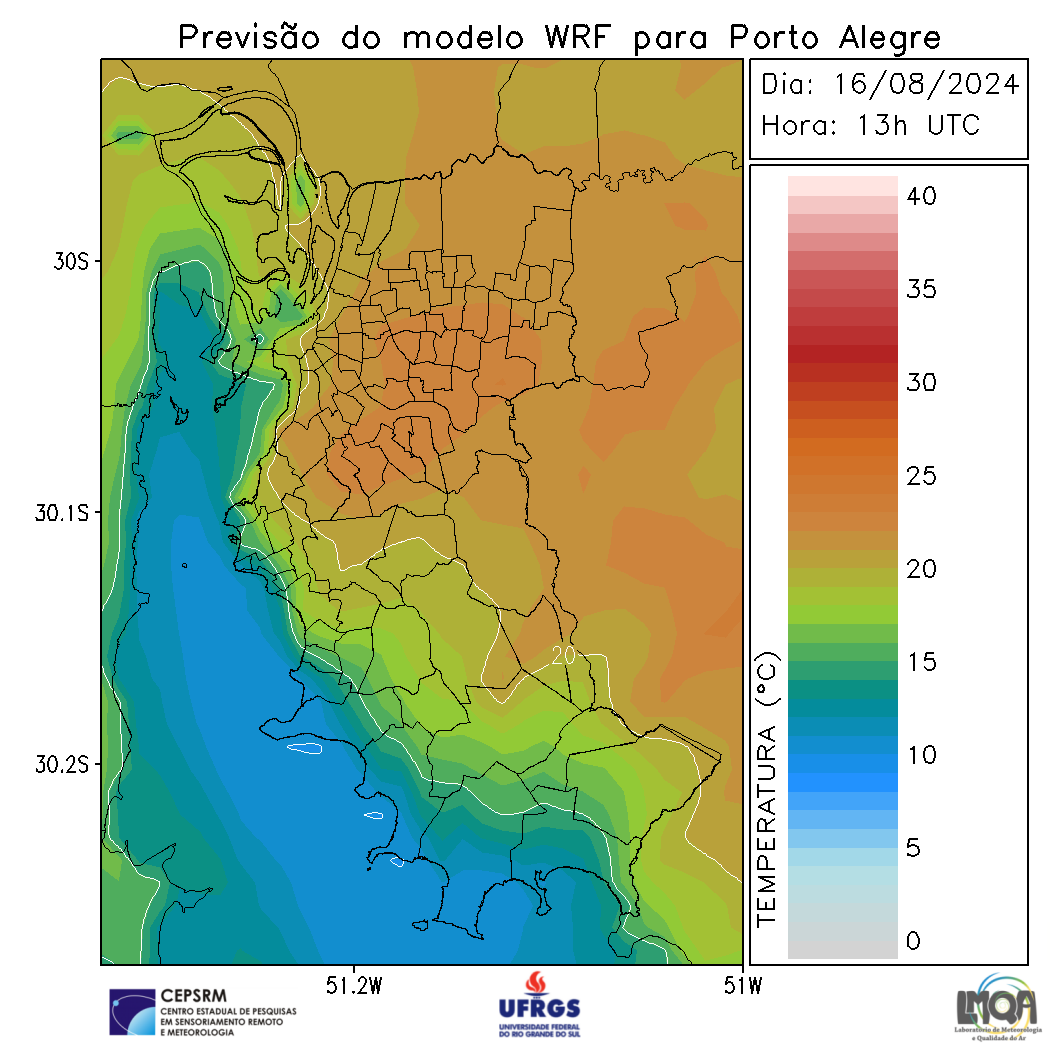 Previsão do modelo WRF para Porto Alegre
Dia: 16/08/2024
Hora: 13h UTC
40
35
30
25
20
15
10
5
0
TEMPERATURA (°C)
30S
30.1S
30.2S
20
51.2W
51W
CEPSRM
CENTRO ESTADUAL DE PESQUISAS
EM SENSORIAMENTO REMOTO
E METEOROLOGIA
UFRGS
UNIVERSIDADE FEDERAL
DO RIO GRANDE DO SUL
LMQA
Laboratório de Meteorologia
e Qualidade do Ar